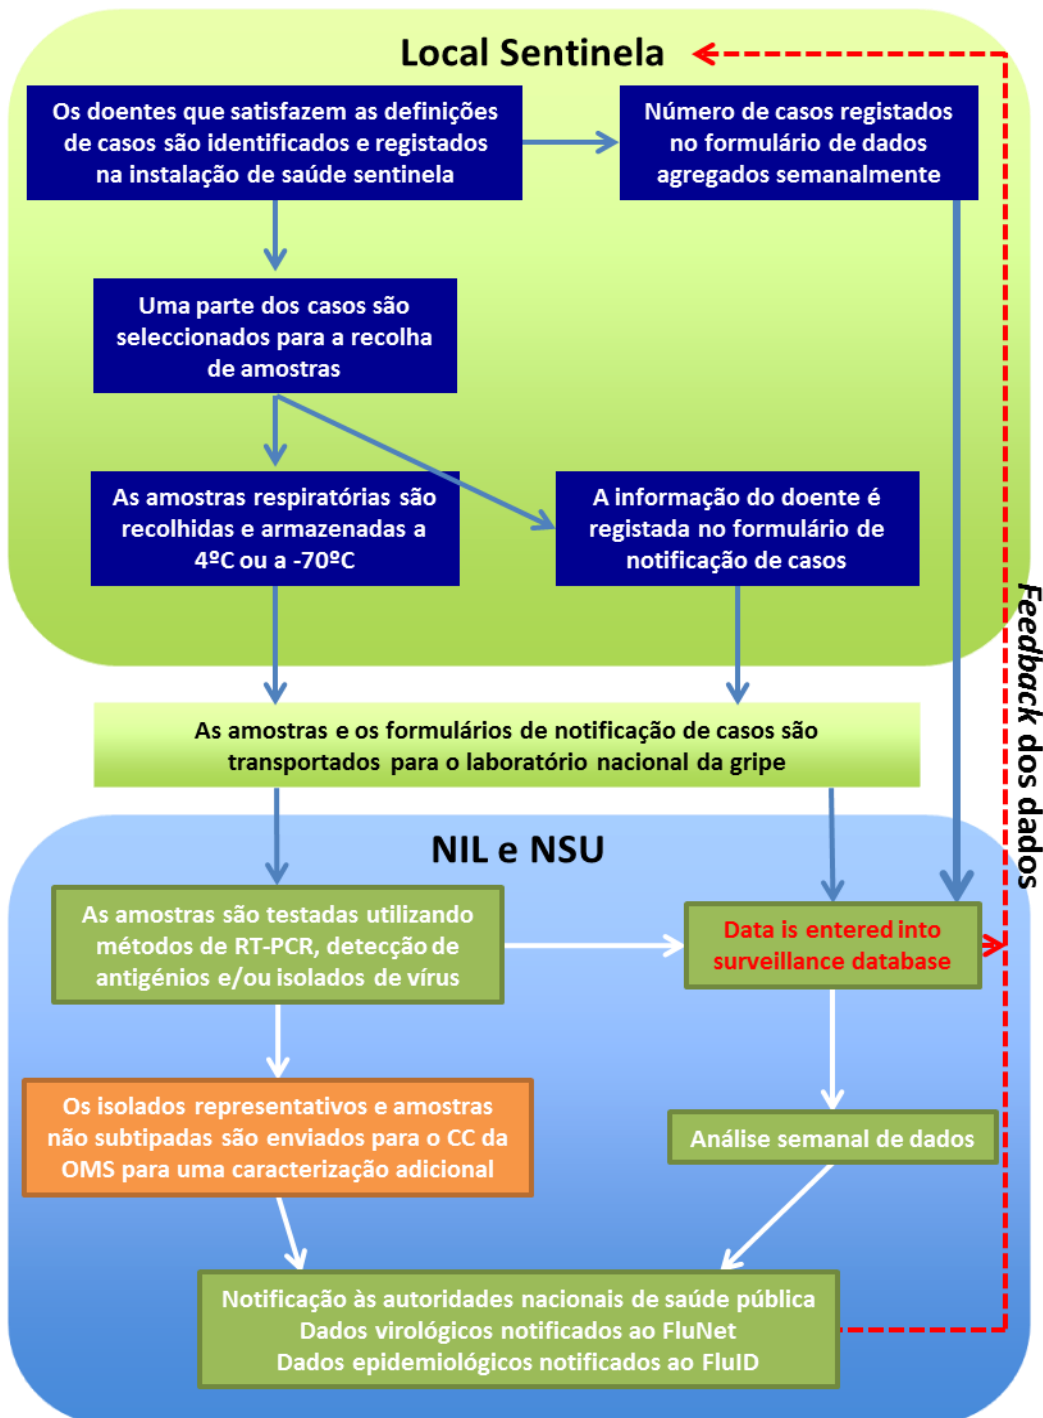 Local Sentinela
Os doentes que satisfazem as definições
de casos são identificados e registados
na instalação de saúde sentinela
Número de casos registados
no formulário de dados
agregados semanalmente
Uma parte dos casos são
seleccionados para a recolha
de amostras
As amostras respiratórias são
recolhidas e armazenadas a
4ºC ou a -70ºC
A informação do doente é
registada no formulário de
notificação de casos
Feedback dos dados
As amostras e os formulários de notificação de casos são
transportados para o laboratório nacional da gripe
NIL e NSU
As amostras são testadas utilizando
métodos de RT-PCR, detecção de
antigénios e/ou isolados de vírus
Data is entered into
surveillance database
Os isolados representativos e amostras
não subtipadas são enviados para o CC da
OMS para uma caracterização adicional
Análise semanal de dados
Notificação às autoridades nacionais de saúde pública
Dados virológicos notificados ao FluNet
Dados epidemiológicos notificados ao FluID